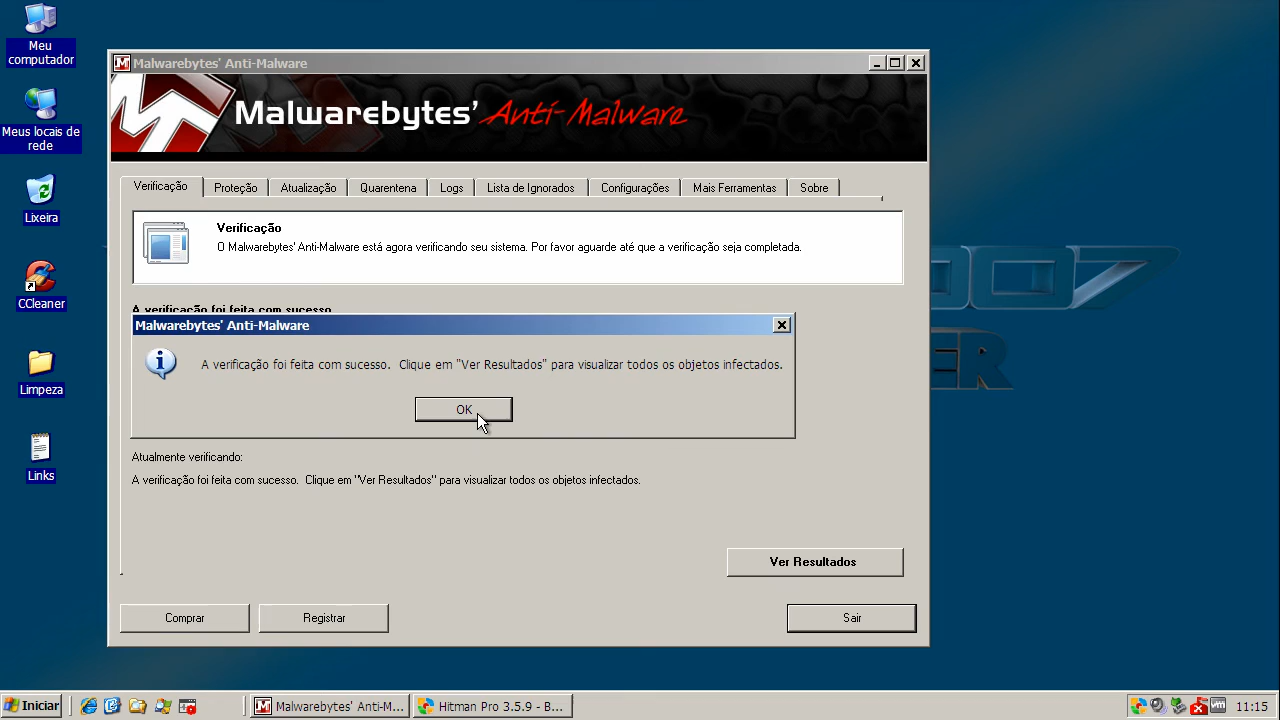 Meu computador
Meus locais de rede
Lixeira
CCleaner
Limpeza
Links
Malwarebytes' Anti-Malware
Malwarebytes' Anti-Malware
Verificação Proteção Atualização Quarentena Logs Lista de Ignorados Configurações Mais Ferramentas Sobre
Verificação
O Malwarebytes' Anti-Malware está agora verificando seu sistema. Por favor aguarde até que a verificação seja completada.
A verificação foi feita com sucesso
Malwarebytes' Anti-Malware
A verificação foi feita com sucesso. Clique em "Ver Resultados" para visualizar todos os objetos infectados.
OK
Atualmente verificando:
A verificação foi feita com sucesso. Clique em "Ver Resultados" para visualizar todos os objetos infectados.
Ver Resultados
Comprar Registrar Sair
Iniciar Malwarebytes' Anti-M... Hitman Pro 3.5.9 - B... 11:15